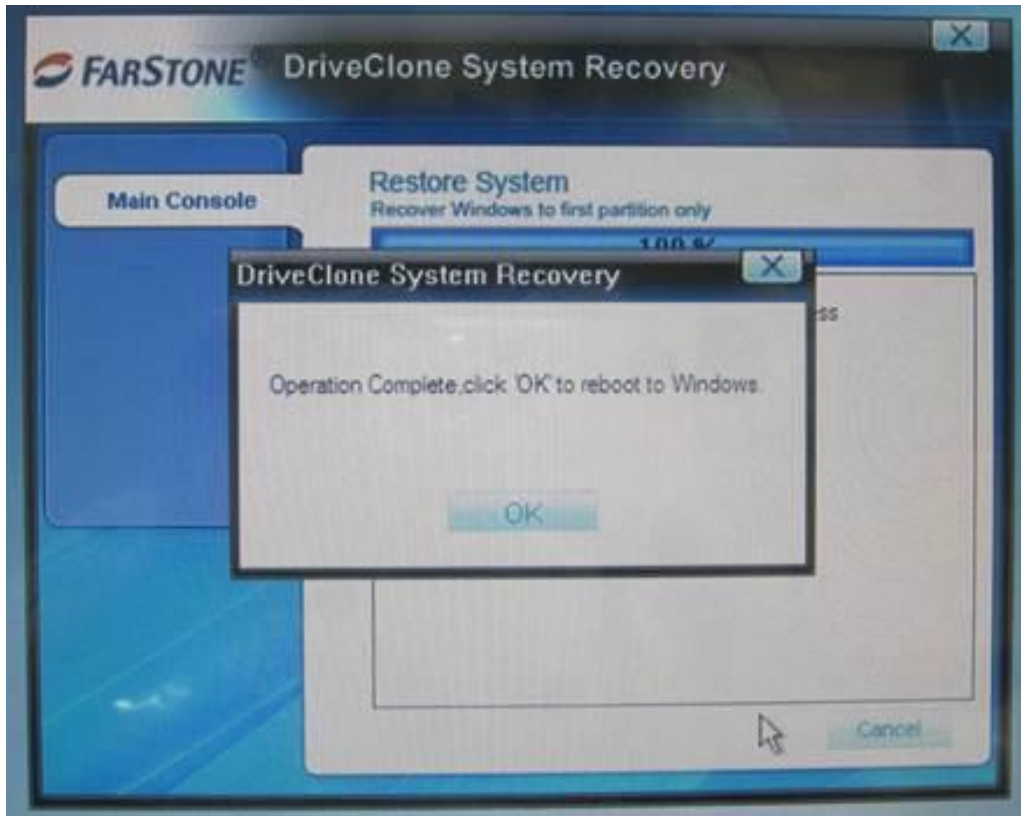 FARSTONE® DriveClone System Recovery
X
Main Console
Restore System
Recover Windows to first partition only
100 %
DriveClone System Recovery
X
ess
Operation Complete,click 'OK' to reboot to Windows.
OK
Cancel